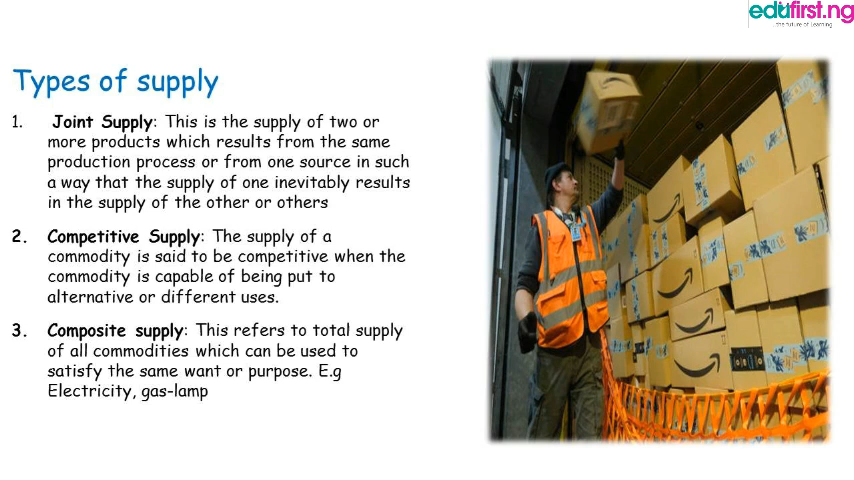 edufirst.ng
the future of Learning
Types of supply
1. Joint Supply: This is the supply of two or
more products which results from the same
production process or from one source in such
a way that the supply of one inevitably results
in the supply of the other or others
2. Competitive Supply: The supply of a
commodity is said to be competitive when the
commodity is capable of being put to
alternative or different uses.
3. Composite supply: This refers to total supply
of all commodities which can be used to
satisfy the same want or purpose. E.g
Electricity, gas-lamp